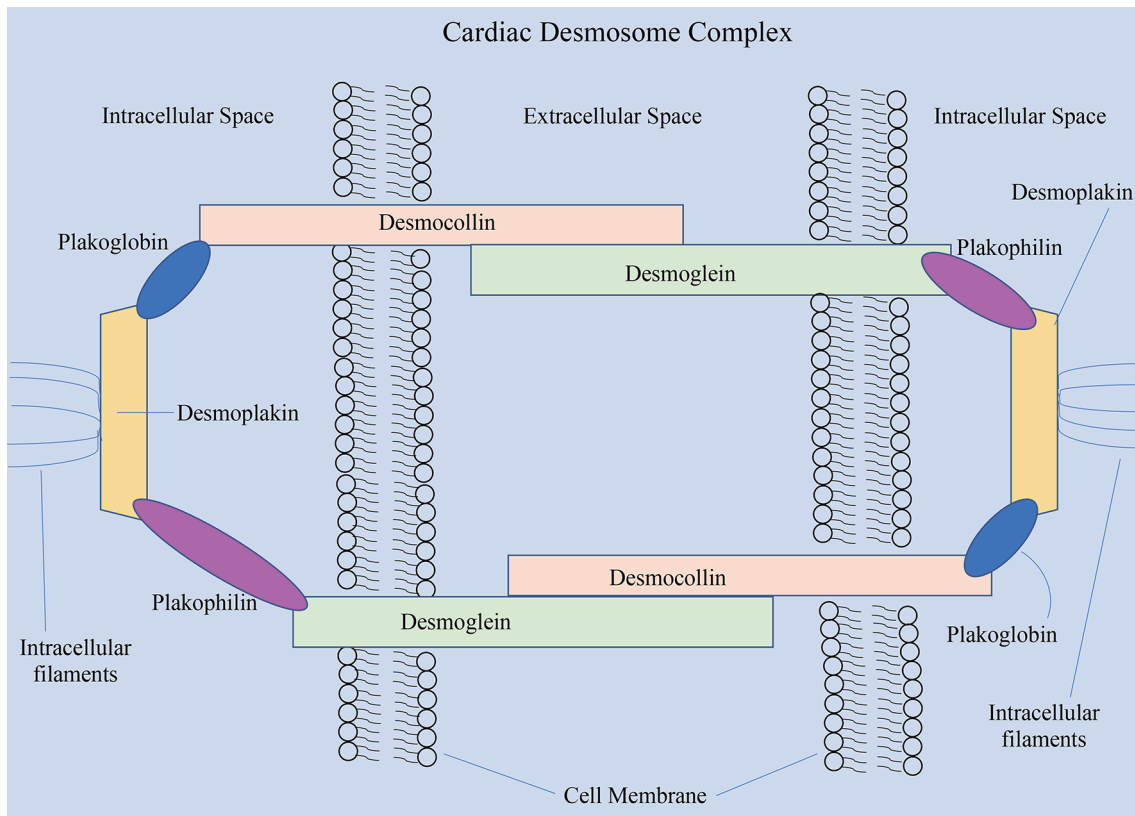 Cardiac Desmosome Complex
Intracellular Space
Extracellular Space
Intracellular Space
Desmoplakin
Desmocollin
Plakoglobin
Plakophilin
Desmoglein
Desmoplakin
Desmocollin
Plakophilin
Desmoglein
Plakoglobin
Intracellular
filaments
Intracellular
filaments
Cell Membrane